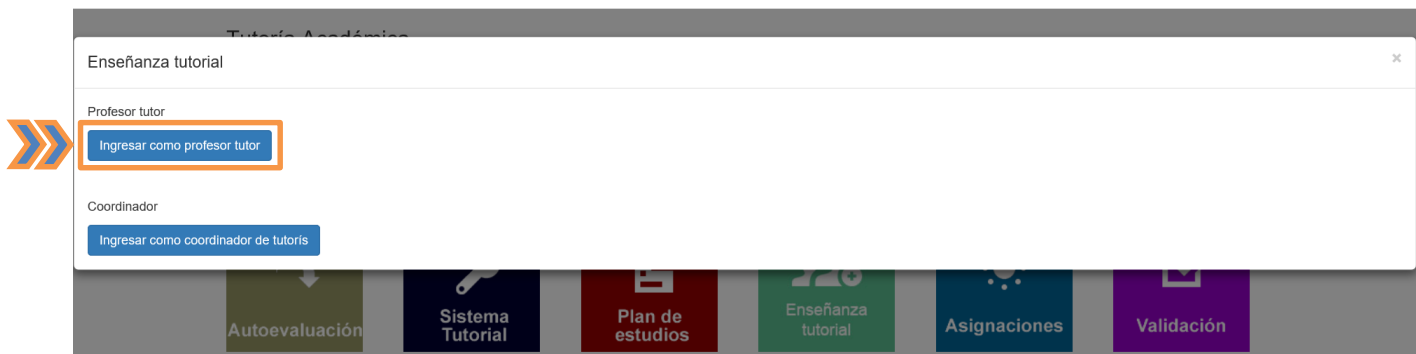 Tutoría Académica
Enseñanza tutorial
×
Profesor tutor
Ingresar como profesor tutor
Coordinador
Ingresar como coordinador de tutorís
Autoevaluación
Sistema
Tutorial
Plan de
estudios
Enseñanza
tutorial
Asignaciones
Validación